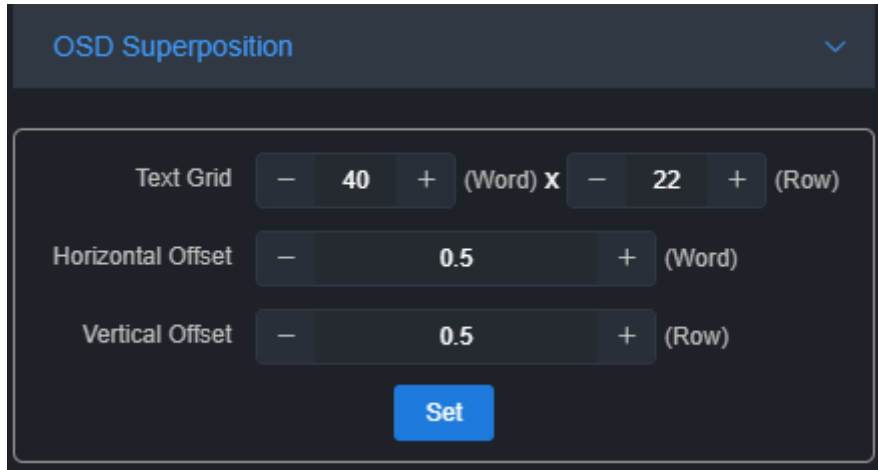 OSD Superposition
Text Grid − 40 + (Word) X − 22 + (Row)
Horizontal Offset − 0.5 + (Word)
Vertical Offset − 0.5 + (Row)
Set